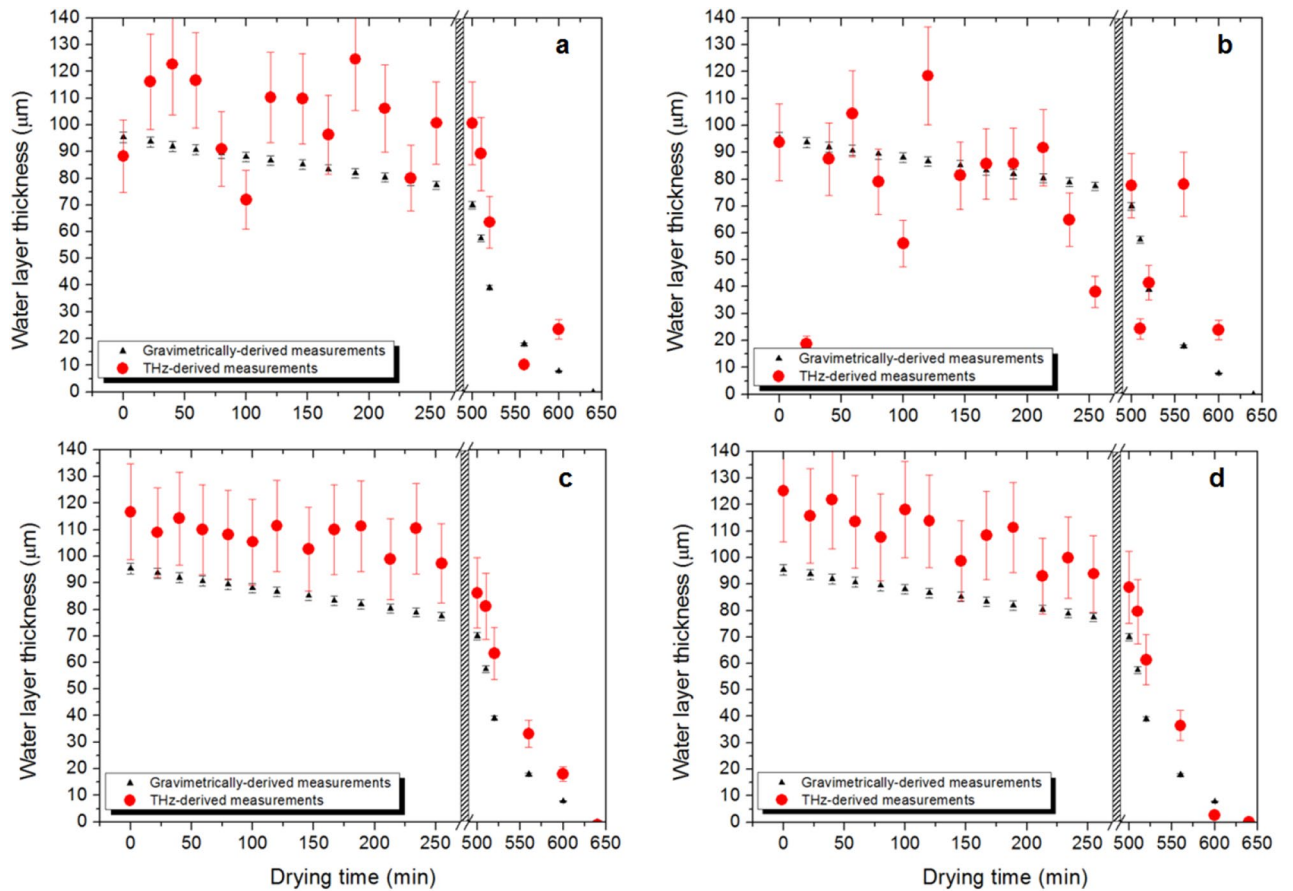 a
Water layer thickness (μm)
140
130
120
110
100
90
80
70
60
50
40
30
20
10
0
Gravimetrically-derived measurements
THz-derived measurements
0 50 100 150 200 250 500 550 600 650
b
Water layer thickness (μm)
140
130
120
110
100
90
80
70
60
50
40
30
20
10
0
Gravimetrically-derived measurements
THz-derived measurements
0 50 100 150 200 250 500 550 600 650
c
Water layer thickness (μm)
140
130
120
110
100
90
80
70
60
50
40
30
20
10
0
Gravimetrically-derived measurements
THz-derived measurements
0 50 100 150 200 250 500 550 600 650
Drying time (min)
d
Water layer thickness (μm)
140
130
120
110
100
90
80
70
60
50
40
30
20
10
0
Gravimetrically-derived measurements
THz-derived measurements
0 50 100 150 200 250 500 550 600 650
Drying time (min)